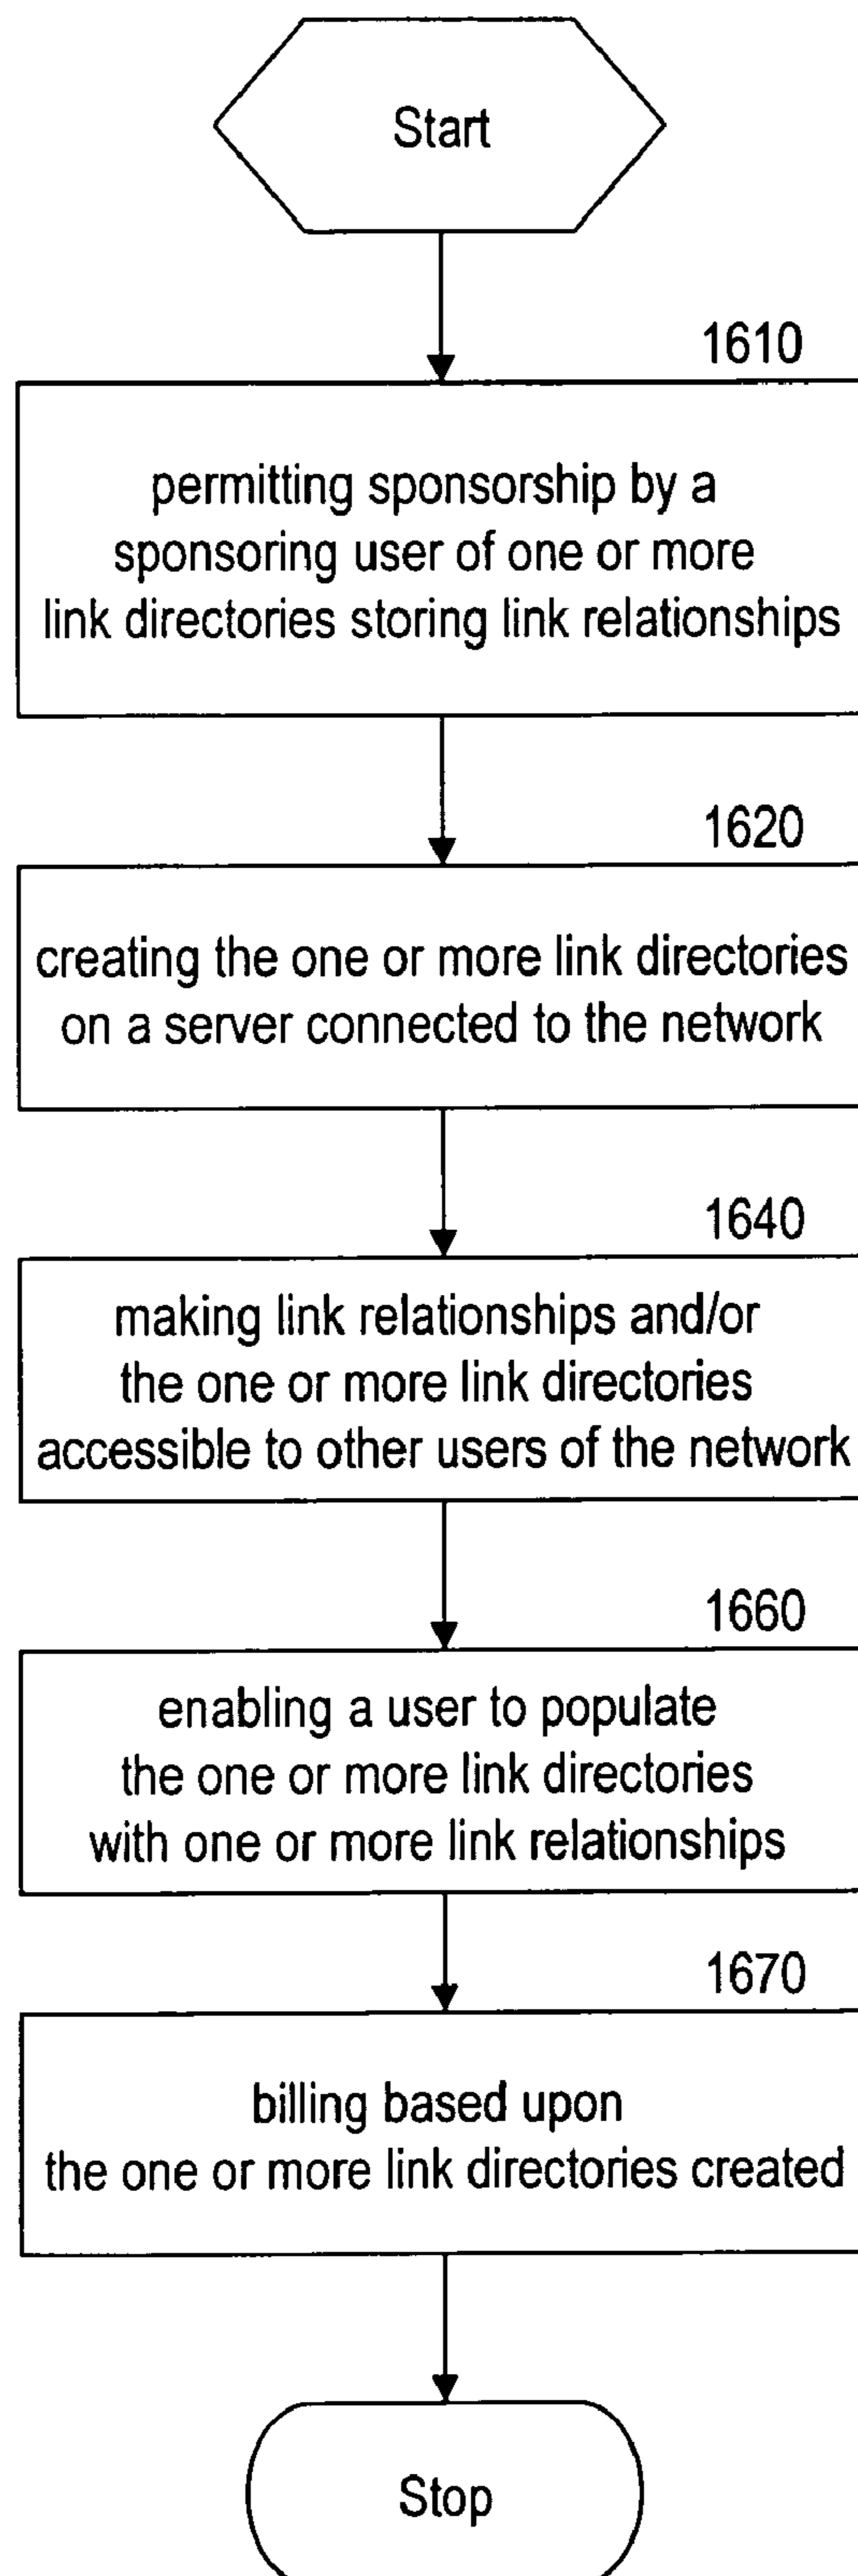 Start
1610
permitting sponsorship by a
sponsoring user of one or more
link directories storing link relationships
1620
creating the one or more link directories
on a server connected to the network
1640
making link relationships and/or
the one or more link directories
accessible to other users of the network
1660
enabling a user to populate
the one or more link directories
with one or more link relationships
1670
billing based upon
the one or more link directories created
Stop